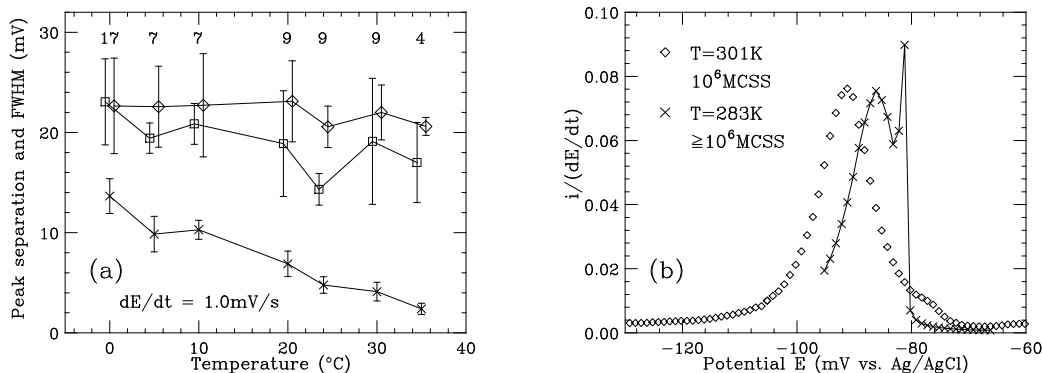 Peak separation and FWHM (mV)
30
20
10
0
17 7 7 9 9 9 4
(a)
dE/dt = 1.0mV/s
0 10 20 30 40
Temperature (°C)
i/(dE/dt)
0.10
0.08
0.06
0.04
0.02
0.00
T=301K
10⁶MCSS
T=283K
≧10⁶MCSS
(b)
−120 −100 −80 −60
Potential E (mV vs. Ag/AgCl)